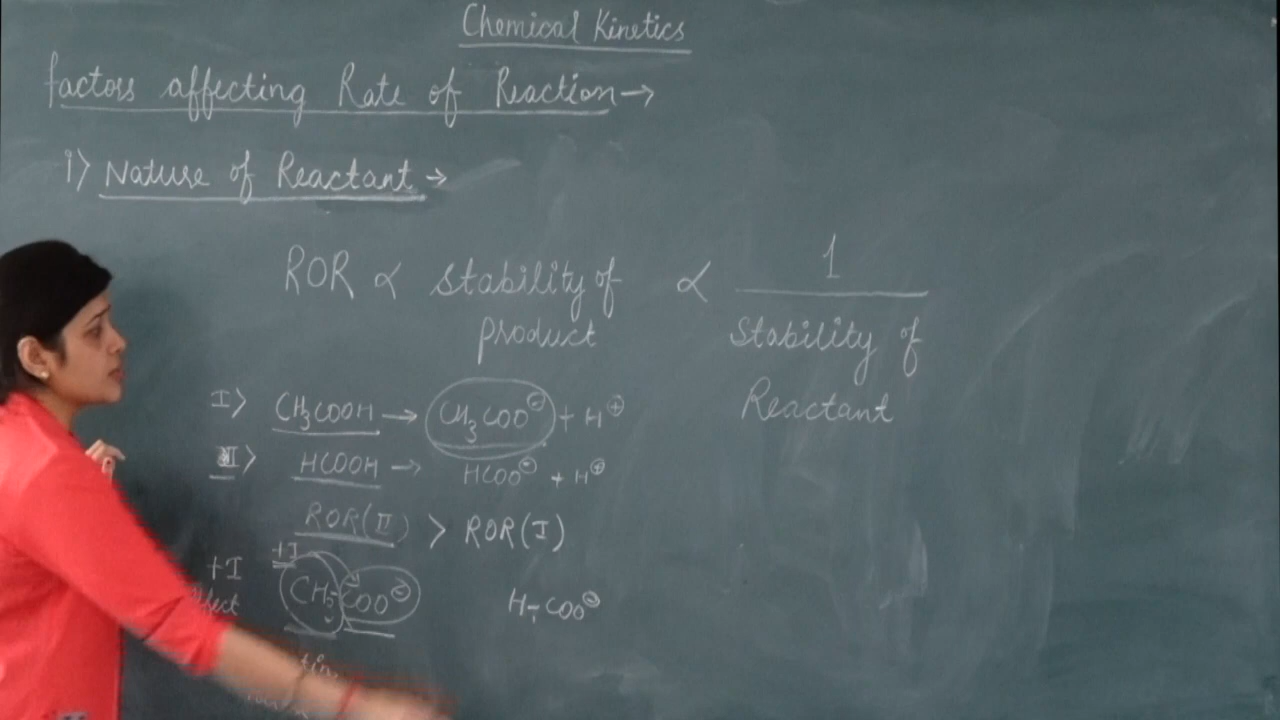 Chemical Kinetics
factors affecting Rate of Reaction→
i> Nature of Reactant →
ROR ∝ stability of product ∝ 1 / Stability of Reactant
I> CH₃COOH → CH₃COO⊖ + H⊕
II> HCOOH → HCOO⊖ + H⊕
ROR(II) > ROR(I)
+I
+I effect
CH₃-COO⊖ H-COO⊖